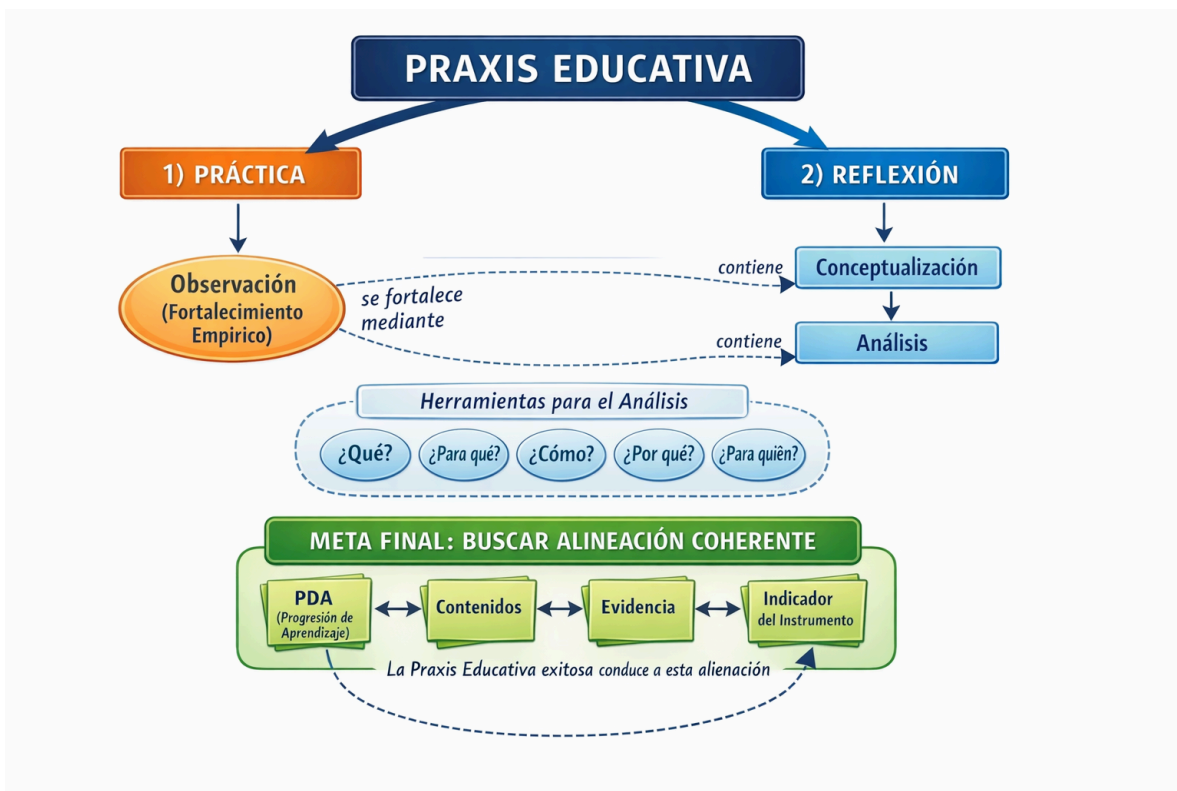 PRAXIS EDUCATIVA
1) PRÁCTICA
2) REFLEXIÓN
Observación
(Fortalecimiento
Empirico)
se fortalece
mediante
contiene
Conceptualización
contiene
Análisis
Herramientas para el Análisis
¿Qué?
¿Para qué?
¿Cómo?
¿Por qué?
¿Para quién?
META FINAL: BUSCAR ALINEACIÓN COHERENTE
PDA
(Progresión de
Aprendizaje)
Contenidos
Evidencia
Indicador
del Instrumento
La Praxis Educativa exitosa conduce a esta alienación